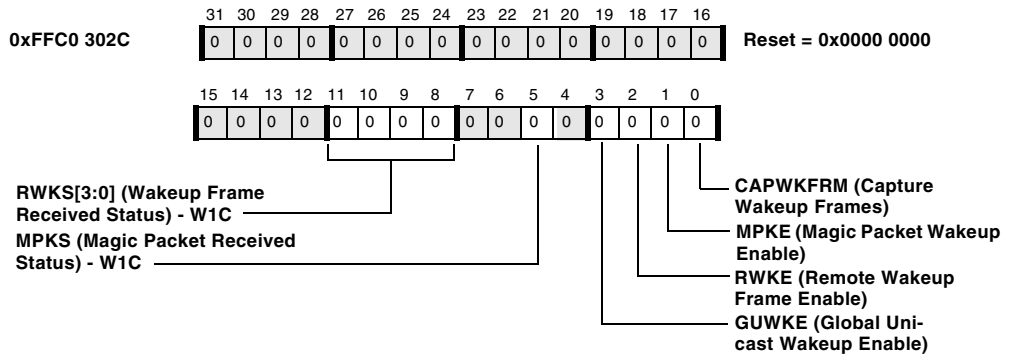 31 30 29 28 27 26 25 24 23 22 21 20 19 18 17 16
0xFFC0 302C 0 0 0 0 0 0 0 0 0 0 0 0 0 0 0 0 Reset = 0x0000 0000
15 14 13 12 11 10 9 8 7 6 5 4 3 2 1 0
0 0 0 0 0 0 0 0 0 0 0 0 0 0 0 0
RWKS[3:0] (Wakeup Frame
Received Status) - W1C
MPKS (Magic Packet Received
Status) - W1C
CAPWKFRM (Capture
Wakeup Frames)
MPKE (Magic Packet Wakeup
Enable)
RWKE (Remote Wakeup
Frame Enable)
GUWKE (Global Uni-
cast Wakeup Enable)